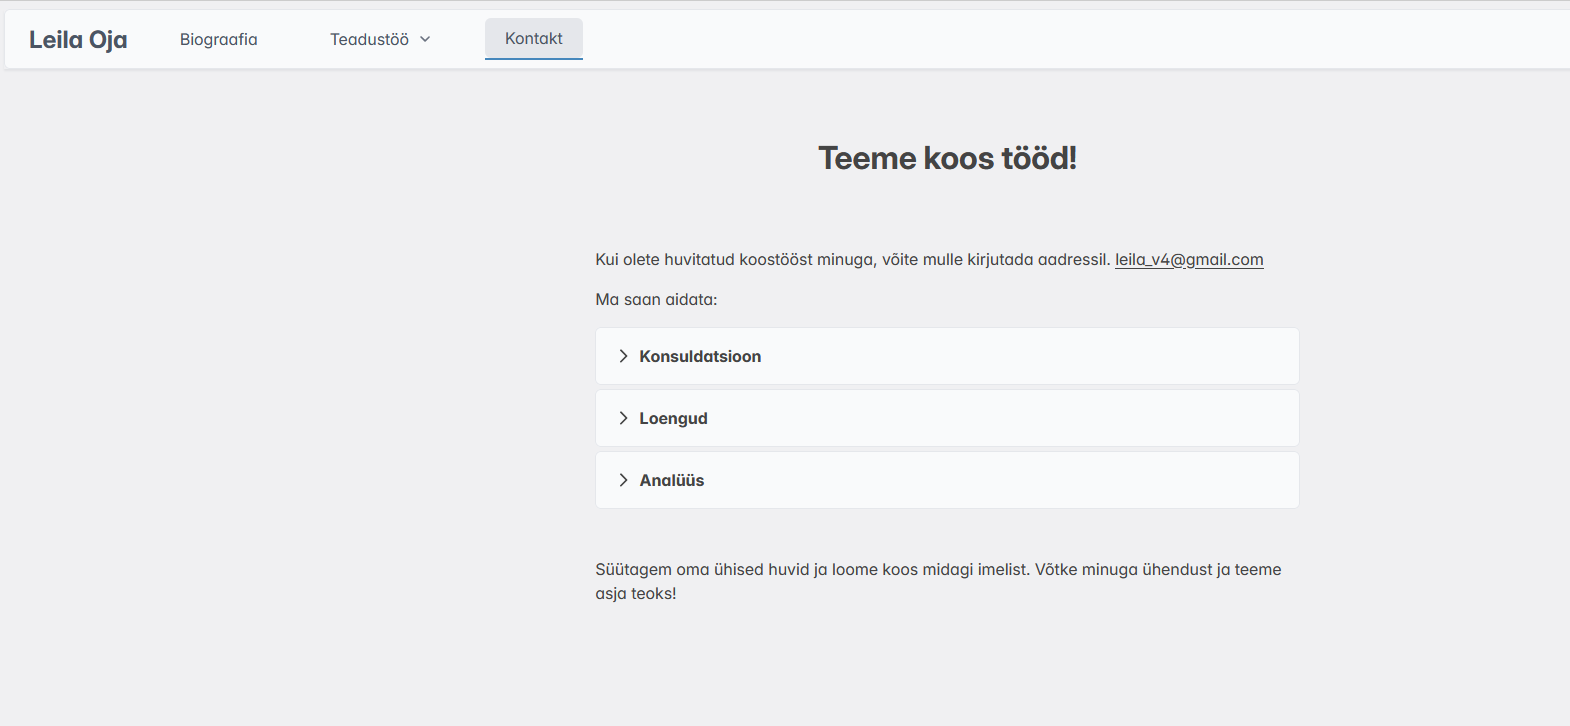 Leila Oja
Biograafia
Teadustöö
Kontakt
Teeme koos tööd!
Kui olete huvitatud koostööst minuga, võite mulle kirjutada aadressil. leila_v4@gmail.com
Ma saan aidata:
Konsuldatsioon
Loengud
Analüüs
Süütagem oma ühised huvid ja loome koos midagi imelist. Võtke minuga ühendust ja teeme
asja teoks!